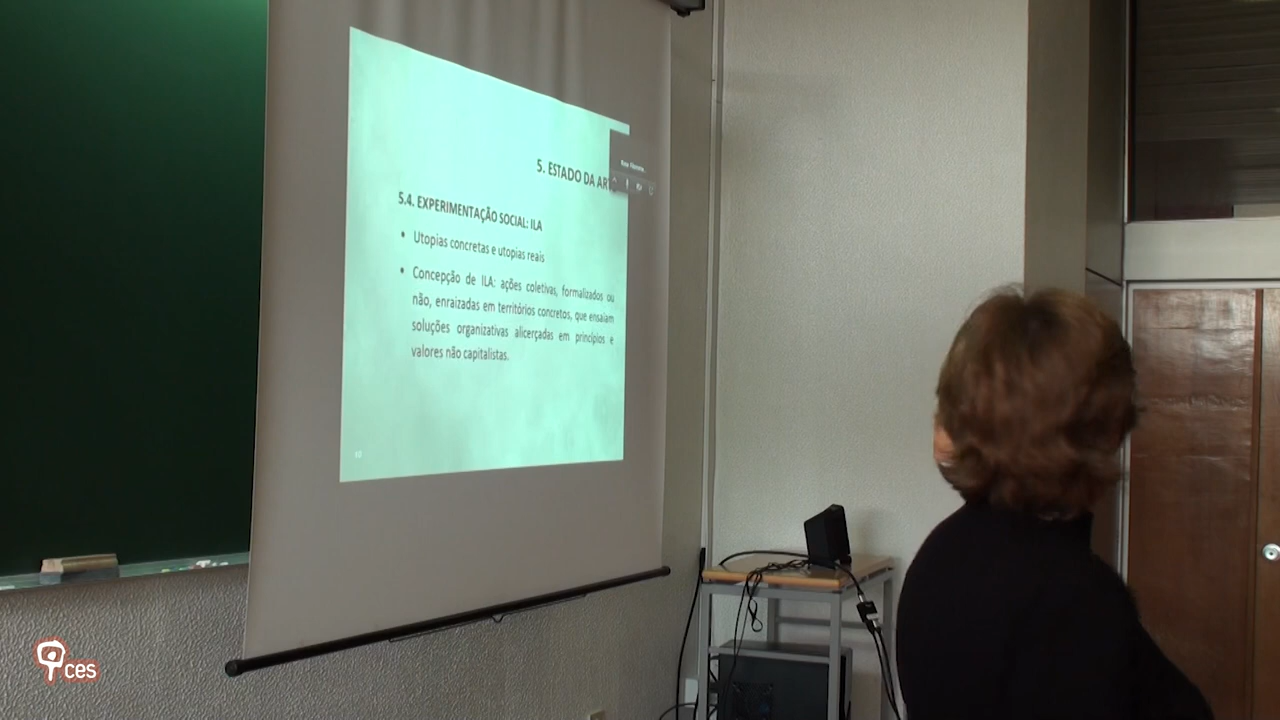 5. ESTADO DA AR
5.4. EXPERIMENTAÇÃO SOCIAL: ILA
• Utopias concretas e utopias reais
• Concepção de ILA: ações coletivas, formalizados ou
não, enraizadas em territórios concretos, que ensaiam
soluções organizativas alicerçadas em princípios e
valores não capitalistas.
ces